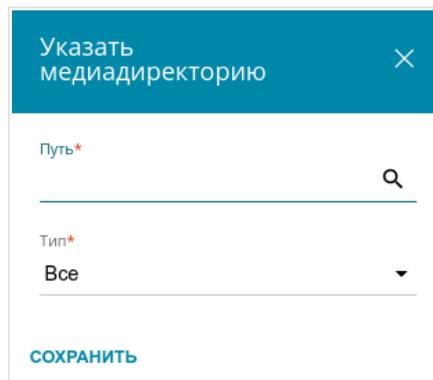 Указать
медиадиректорию
Путь*
Тип*
Все
СОХРАНИТЬ